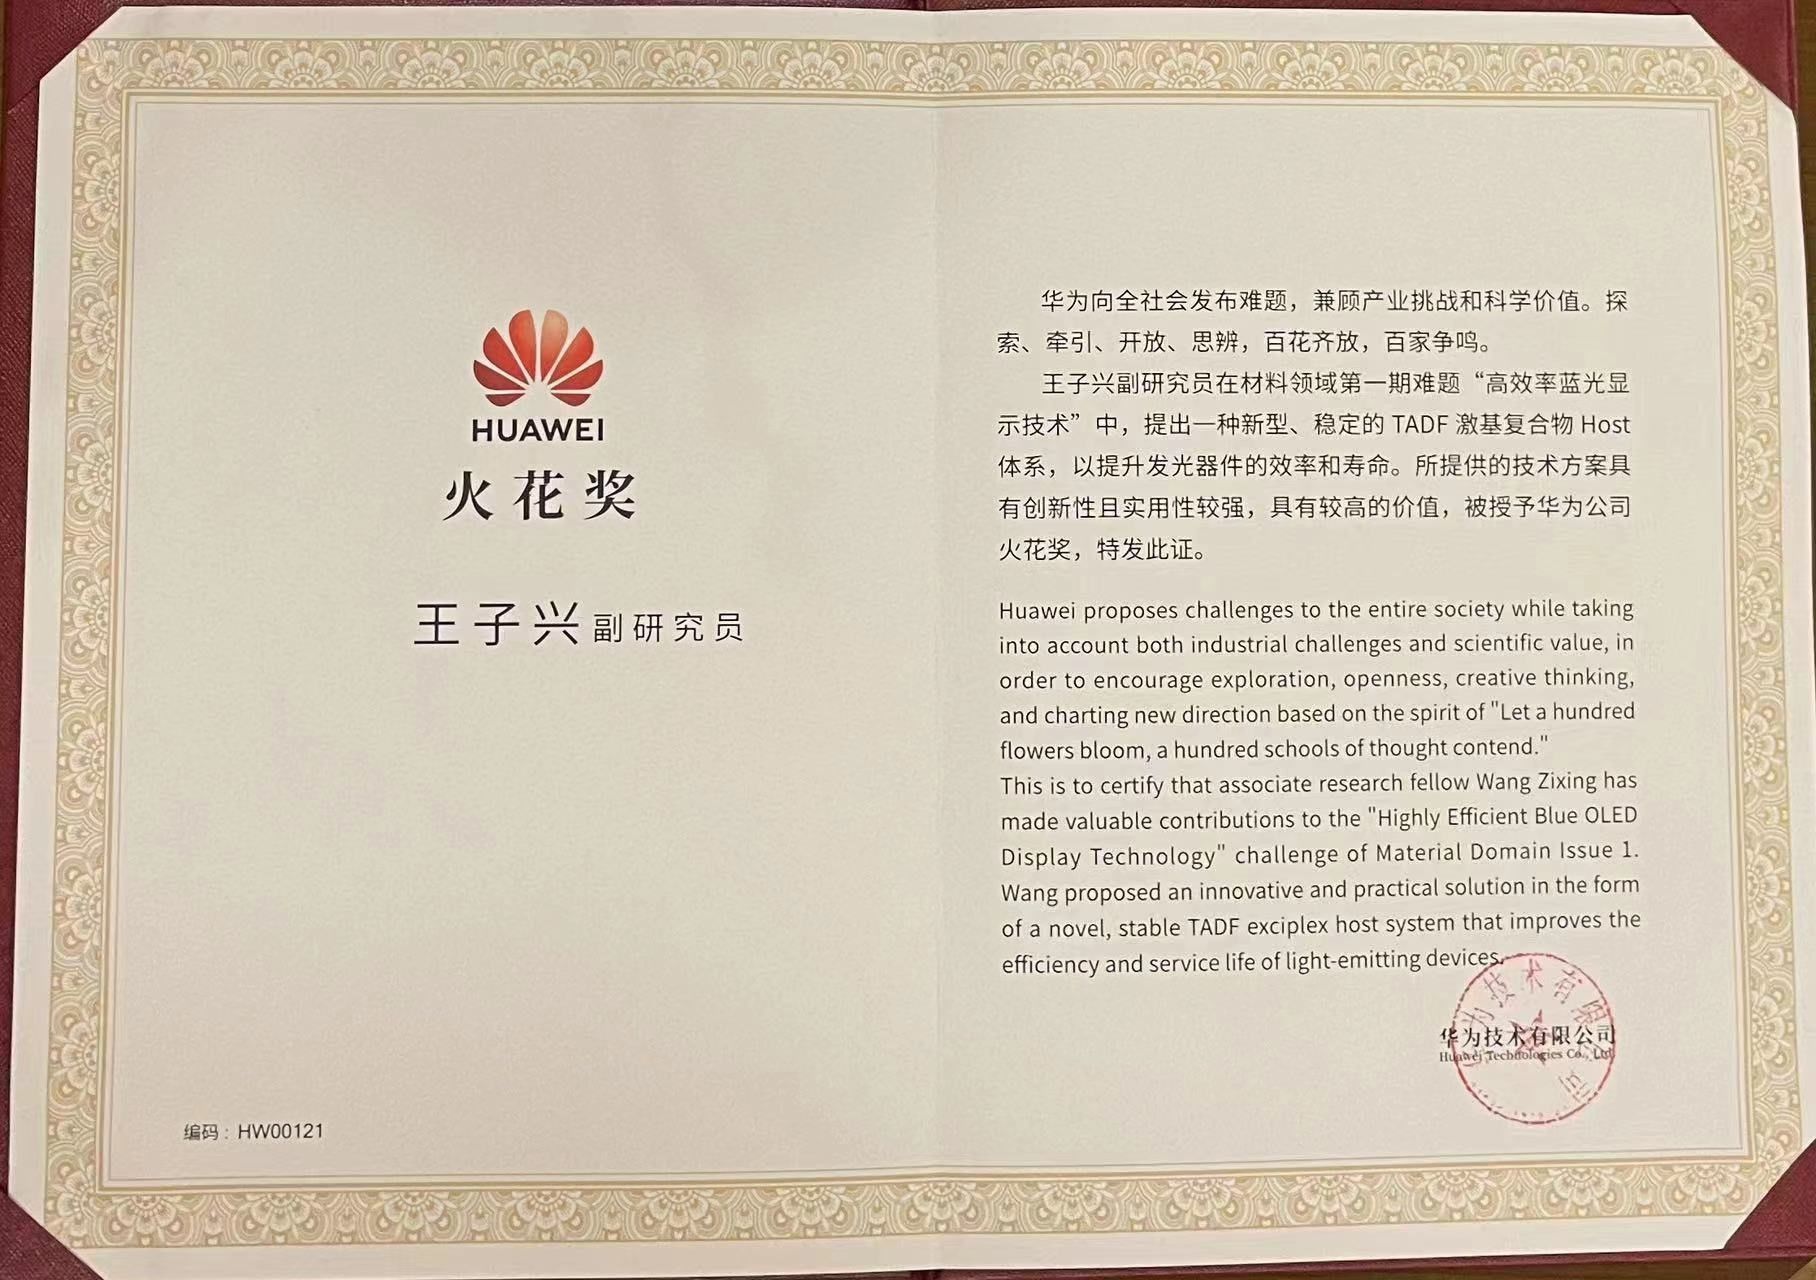 HUAWEI
火花奖
王子兴副研究员
编码：HW00121
华为向全社会发布难题，兼顾产业挑战和科学价值。探
索、牵引、开放、思辨，百花齐放，百家争鸣。
王子兴副研究员在材料领域第一期难题“高效率蓝光显
示技术”中，提出一种新型、稳定的 TADF 激基复合物 Host
体系，以提升发光器件的效率和寿命。所提供的技术方案具
有创新性且实用性较强，具有较高的价值，被授予华为公司
火花奖，特发此证。
Huawei proposes challenges to the entire society while taking
into account both industrial challenges and scientific value, in
order to encourage exploration, openness, creative thinking,
and charting new direction based on the spirit of "Let a hundred
flowers bloom, a hundred schools of thought contend."
This is to certify that associate research fellow Wang Zixing has
made valuable contributions to the "Highly Efficient Blue OLED
Display Technology" challenge of Material Domain Issue 1.
Wang proposed an innovative and practical solution in the form
of a novel, stable TADF exciplex host system that improves the
efficiency and service life of light-emitting devices.
华为技术有限公司
Huawei Technologies Co., Ltd.
为技术有限公司